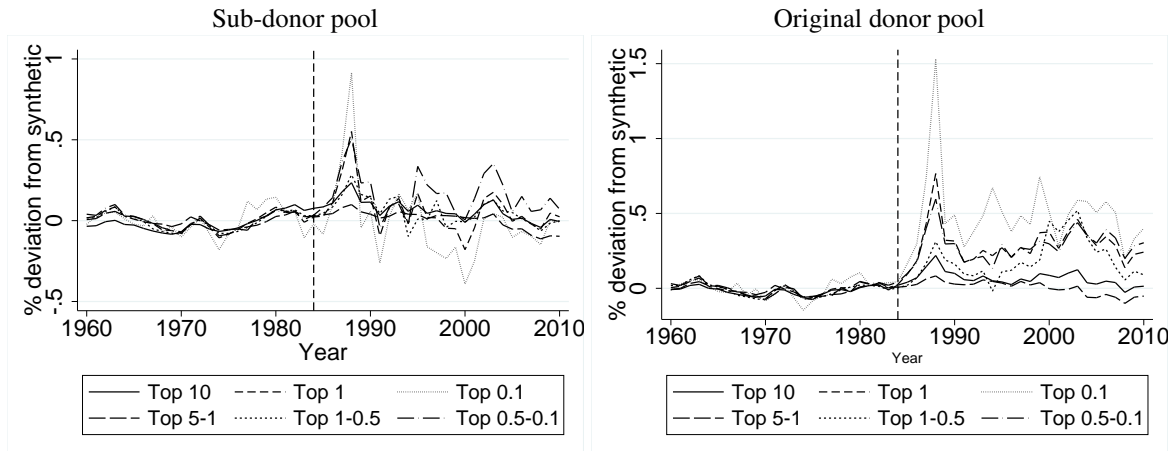 Sub-donor pool
% deviation from synthetic
1
.5
0
-.5
1960 1970 1980 1990 2000 2010
Year
Top 10 Top 1 Top 0.1
Top 5-1 Top 1-0.5 Top 0.5-0.1
Original donor pool
% deviation from synthetic
1.5
1
.5
0
1960 1970 1980 1990 2000 2010
Year
Top 10 Top 1 Top 0.1
Top 5-1 Top 1-0.5 Top 0.5-0.1